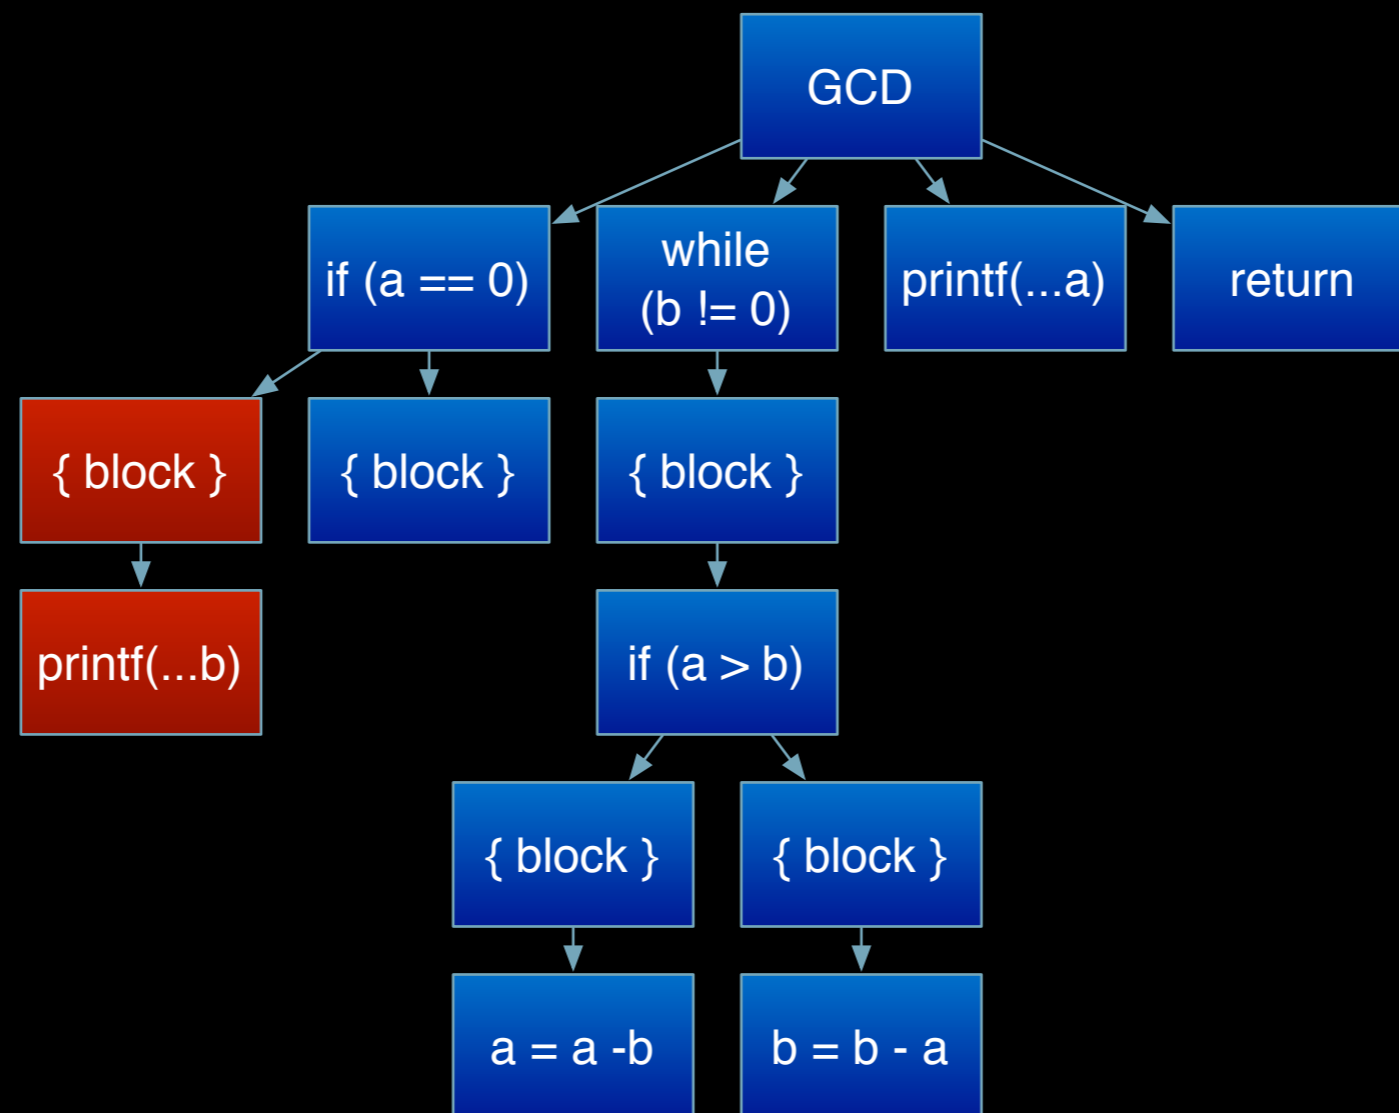 GCD
if (a == 0)
while
(b != 0)
printf(...a)
return
{ block }
{ block }
{ block }
printf(...b)
if (a > b)
{ block }
{ block }
a = a -b
b = b - a